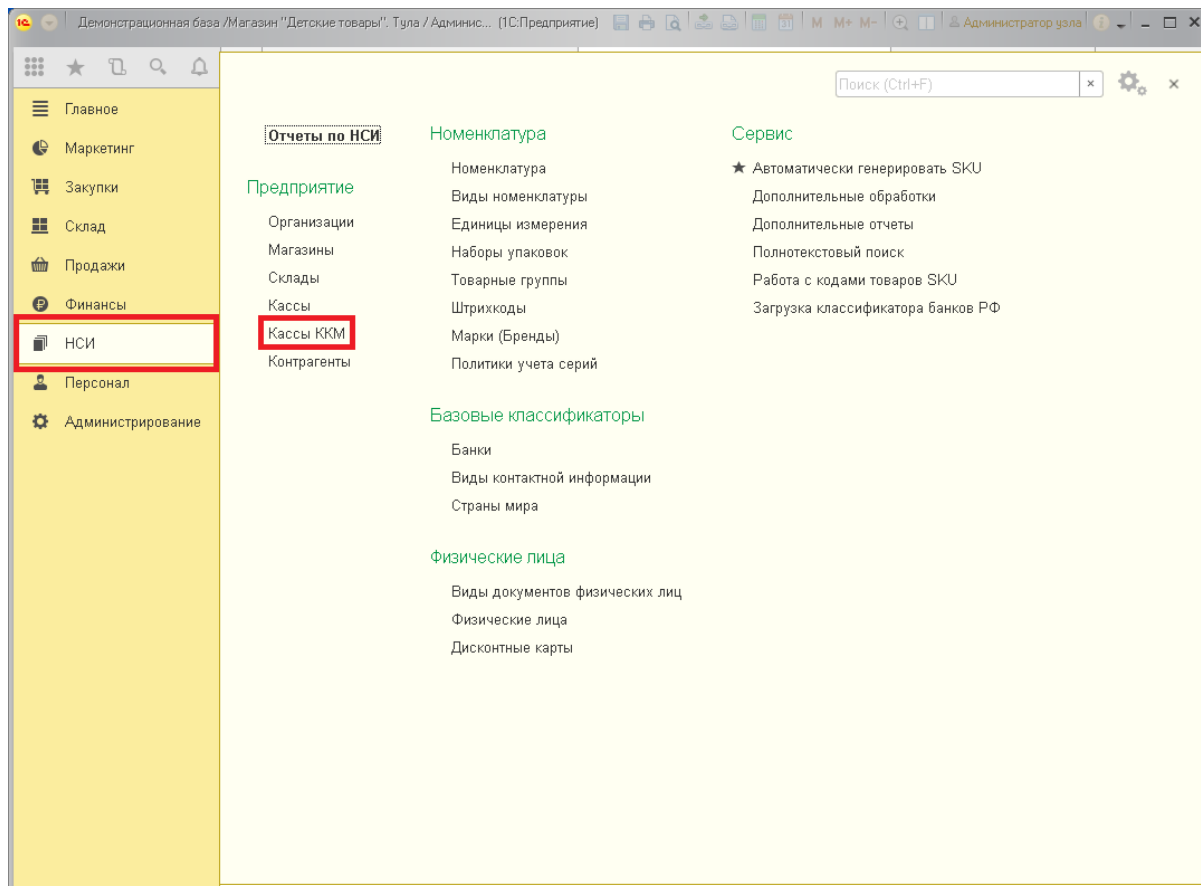 1С Демонстрационная база /Магазин "Детские товары". Тула / Админис... (1С:Предприятие) 31 M M+ M- Администратор узла i
Поиск (Ctrl+F)
Главное
Маркетинг
Закупки
Склад
Продажи
Финансы
НСИ
Персонал
Администрирование
Отчеты по НСИ
Предприятие
Организации
Магазины
Склады
Кассы
Кассы ККМ
Контрагенты
Номенклатура
Номенклатура
Виды номенклатуры
Единицы измерения
Наборы упаковок
Товарные группы
Штрихкоды
Марки (Бренды)
Политики учета серий
Базовые классификаторы
Банки
Виды контактной информации
Страны мира
Физические лица
Виды документов физических лиц
Физические лица
Дисконтные карты
Сервис
Автоматически генерировать SKU
Дополнительные обработки
Дополнительные отчеты
Полнотекстовый поиск
Работа с кодами товаров SKU
Загрузка классификатора банков РФ